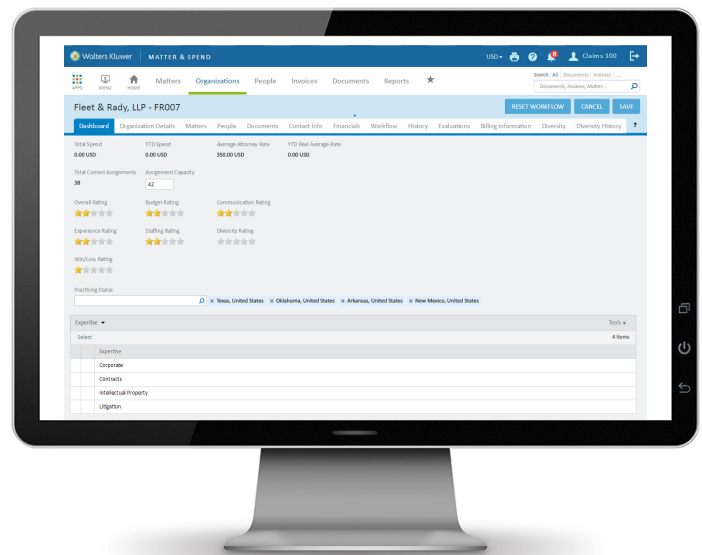 Wolters Kluwer MATTER & SPEND USD Claims 100
APPS MENU HOME Matters Organizations People Invoices Documents Reports Search: All | Documents | Invoices | ...
Documents, Invoices, Matter...
Fleet & Rady, LLP - FR007 RESET WORKFLOW CANCEL SAVE
Dashboard Organization Details Matters People Documents Contact Info Financials Workflow History Evaluations Billing Information Diversity Diversity History ?
Total Spend YTD Spend Average Attorney Rate YTD Real Average Rate
0.00 USD 0.00 USD 350.00 USD 0.00 USD
Total Current Assignments Assignment Capacity
38 42
Overall Rating Budget Rating Communication Rating
Experience Rating Staffing Rating Diversity Rating
Win/Loss Rating
Practicing States
Texas, United States Oklahoma, United States Arkansas, United States New Mexico, United States
Expertise Tools
Select 4 Items
Expertise
Corporate
Contracts
Intellectual Property
Litigation